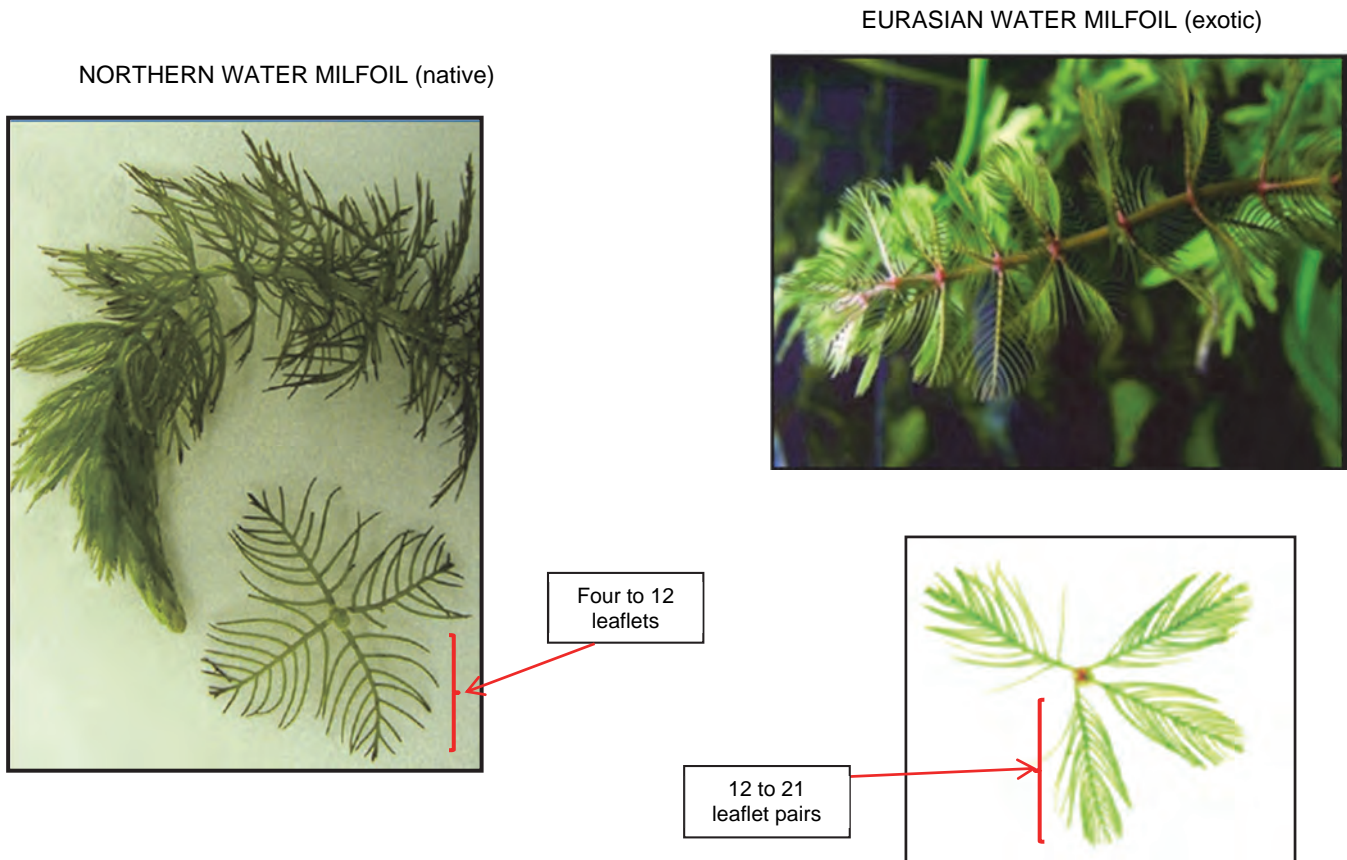 NORTHERN WATER MILFOIL (native)
EURASIAN WATER MILFOIL (exotic)
Four to 12
leaflets
12 to 21
leaflet pairs